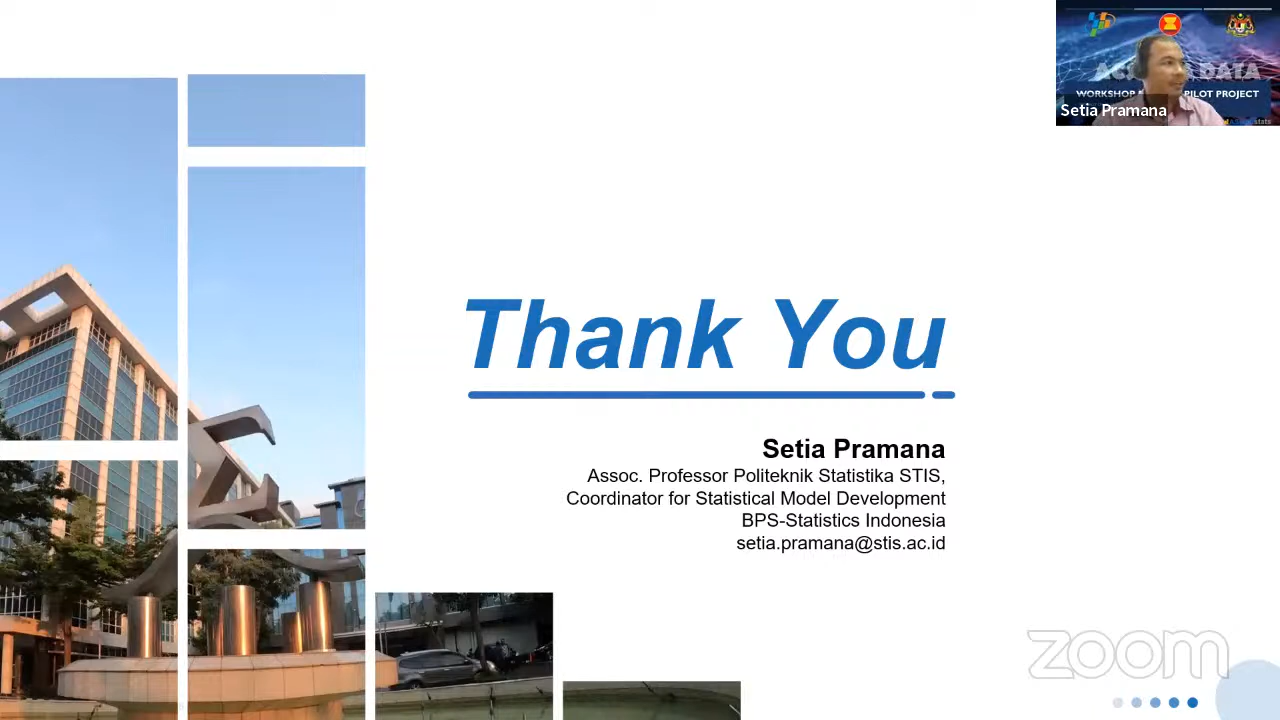 WORKSHOP
PILOT PROJECT
Setia Pramana
Thank You
Setia Pramana
Assoc. Professor Politeknik Statistika STIS,
Coordinator for Statistical Model Development
BPS-Statistics Indonesia
setia.pramana@stis.ac.id
zoom